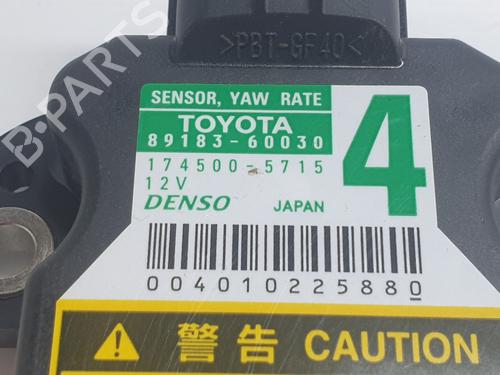 >PBT-GF40<
B-PARTS
SENSOR, YAW RATE
TOYOTA
89183-60030
4
174500-5715
12V
DENSO JAPAN
004010225880
警告 CAUTION